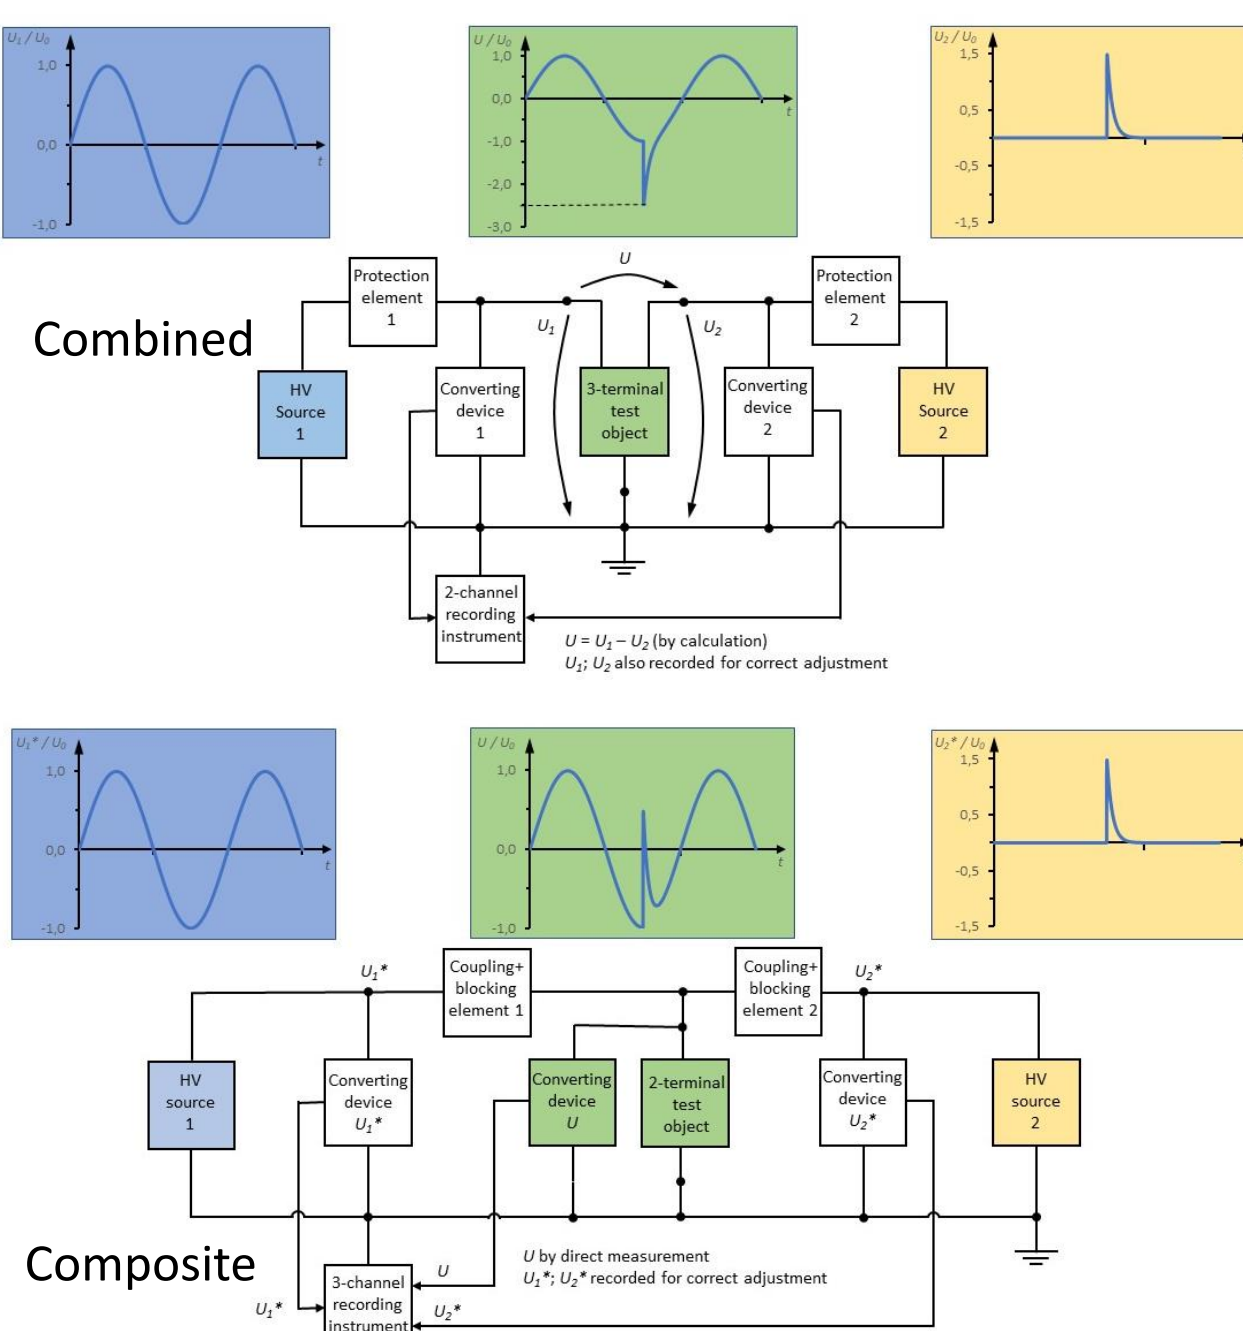 U1 / U0
1,0
0,0
-1,0
t
U / U0
1,0
0,0
-1,0
-2,0
-3,0
t
U2 / U0
1,5
0,5
-0,5
-1,5
Combined
Protection
element
1
U
Protection
element
2
U1
U2
HV
Source
1
Converting
device
1
3-terminal
test
object
Converting
device
2
HV
Source
2
2-channel
recording
instrument
U = U1 – U2 (by calculation)
U1; U2 also recorded for correct adjustment
U1* / U0
1,0
0,0
-1,0
t
U / U0
1,0
0,0
-1,0
t
U2* / U0
1,5
0,5
-0,5
-1,5
U1*
Coupling+
blocking
element 1
Coupling+
blocking
element 2
U2*
HV
source
1
Converting
device
U1*
Converting
device
U
2-terminal
test
object
Converting
device
U2*
HV
source
2
Composite
U by direct measurement
U1*; U2* recorded for correct adjustment
U1*
3-channel
recording
instrument
U
U2*